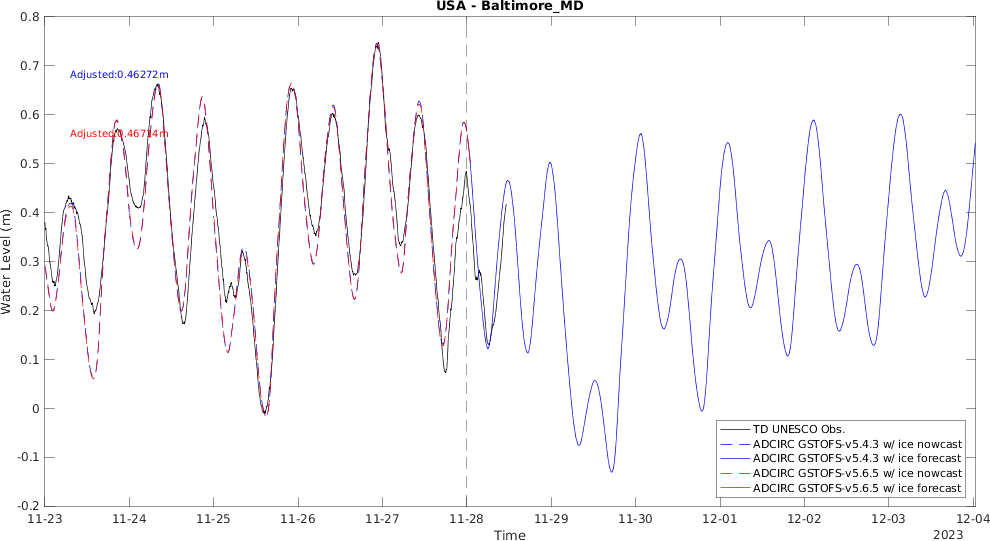 USA - Baltimore_MD
0.8
0.7
0.6
0.5
0.4
0.3
0.2
0.1
0
-0.1
-0.2
Water Level (m)
Adjusted:0.46272m
Adjusted:0.46714m
TD UNESCO Obs.
ADCIRC GSTOFS-v5.4.3 w/ ice nowcast
ADCIRC GSTOFS-v5.4.3 w/ ice forecast
ADCIRC GSTOFS-v5.6.5 w/ ice nowcast
ADCIRC GSTOFS-v5.6.5 w/ ice forecast
11-23 11-24 11-25 11-26 11-27 11-28 11-29 11-30 12-01 12-02 12-03 12-04
Time
2023